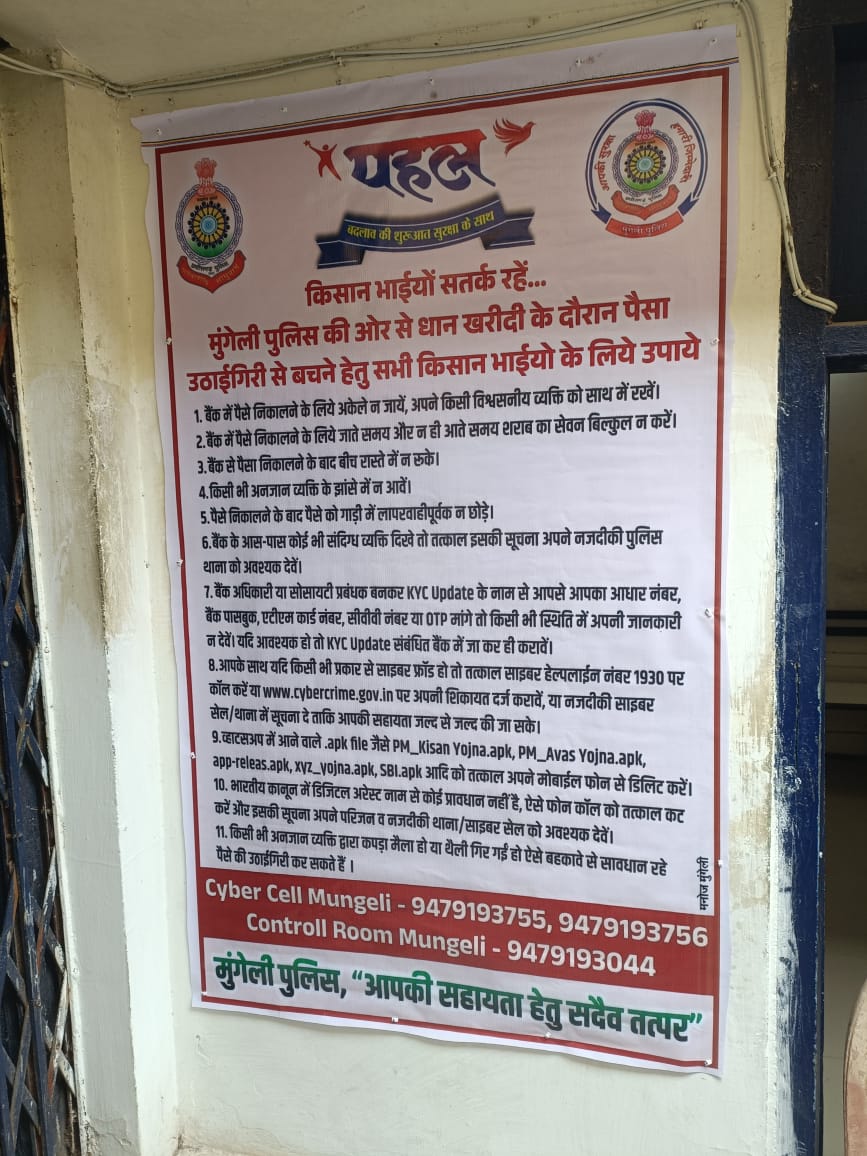 पहल
बदलाव की शुरूआत सुरक्षा के साथ
आपकी सुरक्षा हमारी जिम्मेदारी
मुंगेली पुलिस
किसान भाईयों सतर्क रहें...
मुंगेली पुलिस की ओर से धान खरीदी के दौरान पैसा
उठाईगिरी से बचने हेतु सभी किसान भाईयो के लिये उपाये
1. बैंक में पैसे निकालने के लिये अकेले न जायें, अपने किसी विश्वसनीय व्यक्ति को साथ में रखें।
2. बैंक में पैसे निकालने के लिये जाते समय और न ही आते समय शराब का सेवन बिल्कुल न करें।
3. बैंक से पैसा निकालने के बाद बीच रास्ते में न रूके।
4. किसी भी अनजान व्यक्ति के झांसे में न आवें।
5. पैसे निकालने के बाद पैसे को गाड़ी में लापरवाहीपूर्वक न छोड़े।
6. बैंक के आस-पास कोई भी संदिग्ध व्यक्ति दिखे तो तत्काल इसकी सूचना अपने नजदीकी पुलिस
थाना को अवश्यक देवें।
7. बैंक अधिकारी या सोसायटी प्रबंधक बनकर KYC Update के नाम से आपसे आपका आधार नंबर,
बैंक पासबुक, एटीएम कार्ड नंबर, सीवीवी नंबर या OTP मांगे तो किसी भी स्थिति में अपनी जानकारी
न देवें। यदि आवश्यक हो तो KYC Update संबंधित बैंक में जा कर ही करावें।
8. आपके साथ यदि किसी भी प्रकार से साइबर फ्रॉड हो तो तत्काल साइबर हेल्पलाईन नंबर 1930 पर
कॉल करें या www.cybercrime.gov.in पर अपनी शिकायत दर्ज करावें, या नजदीकी साइबर
सेल/थाना में सूचना दे ताकि आपकी सहायता जल्द से जल्द की जा सके।
9. व्हाटसअप में आने वाले .apk file जैसे PM_Kisan Yojna.apk, PM_Avas Yojna.apk,
app-releas.apk, xyz_yojna.apk, SBI.apk आदि को तत्काल अपने मोबाईल फोन से डिलिट करें।
10. भारतीय कानून में डिजिटल अरेस्ट नाम से कोई प्रावधान नहीं है, ऐसे फोन कॉल को तत्काल कट
करें और इसकी सूचना अपने परिजन व नजदीकी थाना/साइबर सेल को अवश्यक देवें।
11. किसी भी अनजान व्यक्ति द्वारा कपड़ा मैला हो या थैली गिर गई हो ऐसे बहकावे से सावधान रहे
पैसे की उठाईगिरी कर सकते हैं ।
मनोज मुंगेली
Cyber Cell Mungeli - 9479193755, 9479193756
Controll Room Mungeli - 9479193044
मुंगेली पुलिस, “आपकी सहायता हेतु सदैव तत्पर”